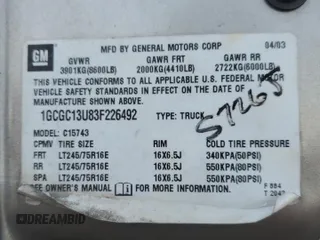 GM
MFD BY GENERAL MOTORS CORP 04/03
GVWR GAWR FRT GAWR RR
3901KG(8600LB) 2000KG(4410LB) 2722KG(6000LB)
THIS VEHICLE CONFORMS TO ALL APPLICABLE
FEDERAL MOTOR VEHICLE SAFETY
STANDARDS IN EFFECT ON THE DATE OF
MANUFACTURE SHOWN ABOVE.
1GCGC13U83F226492 TYPE: TRUCK
57265
MODEL: C15743
CPMV TIRE SIZE RIM COLD TIRE PRESSURE
FRT LT245/75R16E 16X6.5J 340KPA(50PSI)
RR LT245/75R16E 16X6.5J 550KPA(80PSI)
SPA LT245/75R16E 16X6.5J 550KPA(80PSI)
SEE OWNER'S MANUAL FOR ADDITIONAL INFORMATION.
RIDDRBID